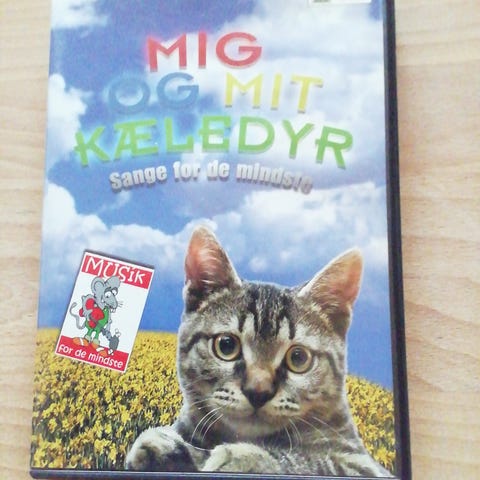 MIG
OG MIT
KÆLEDYR
Sange for de mindste
MUSIK
for de mindste